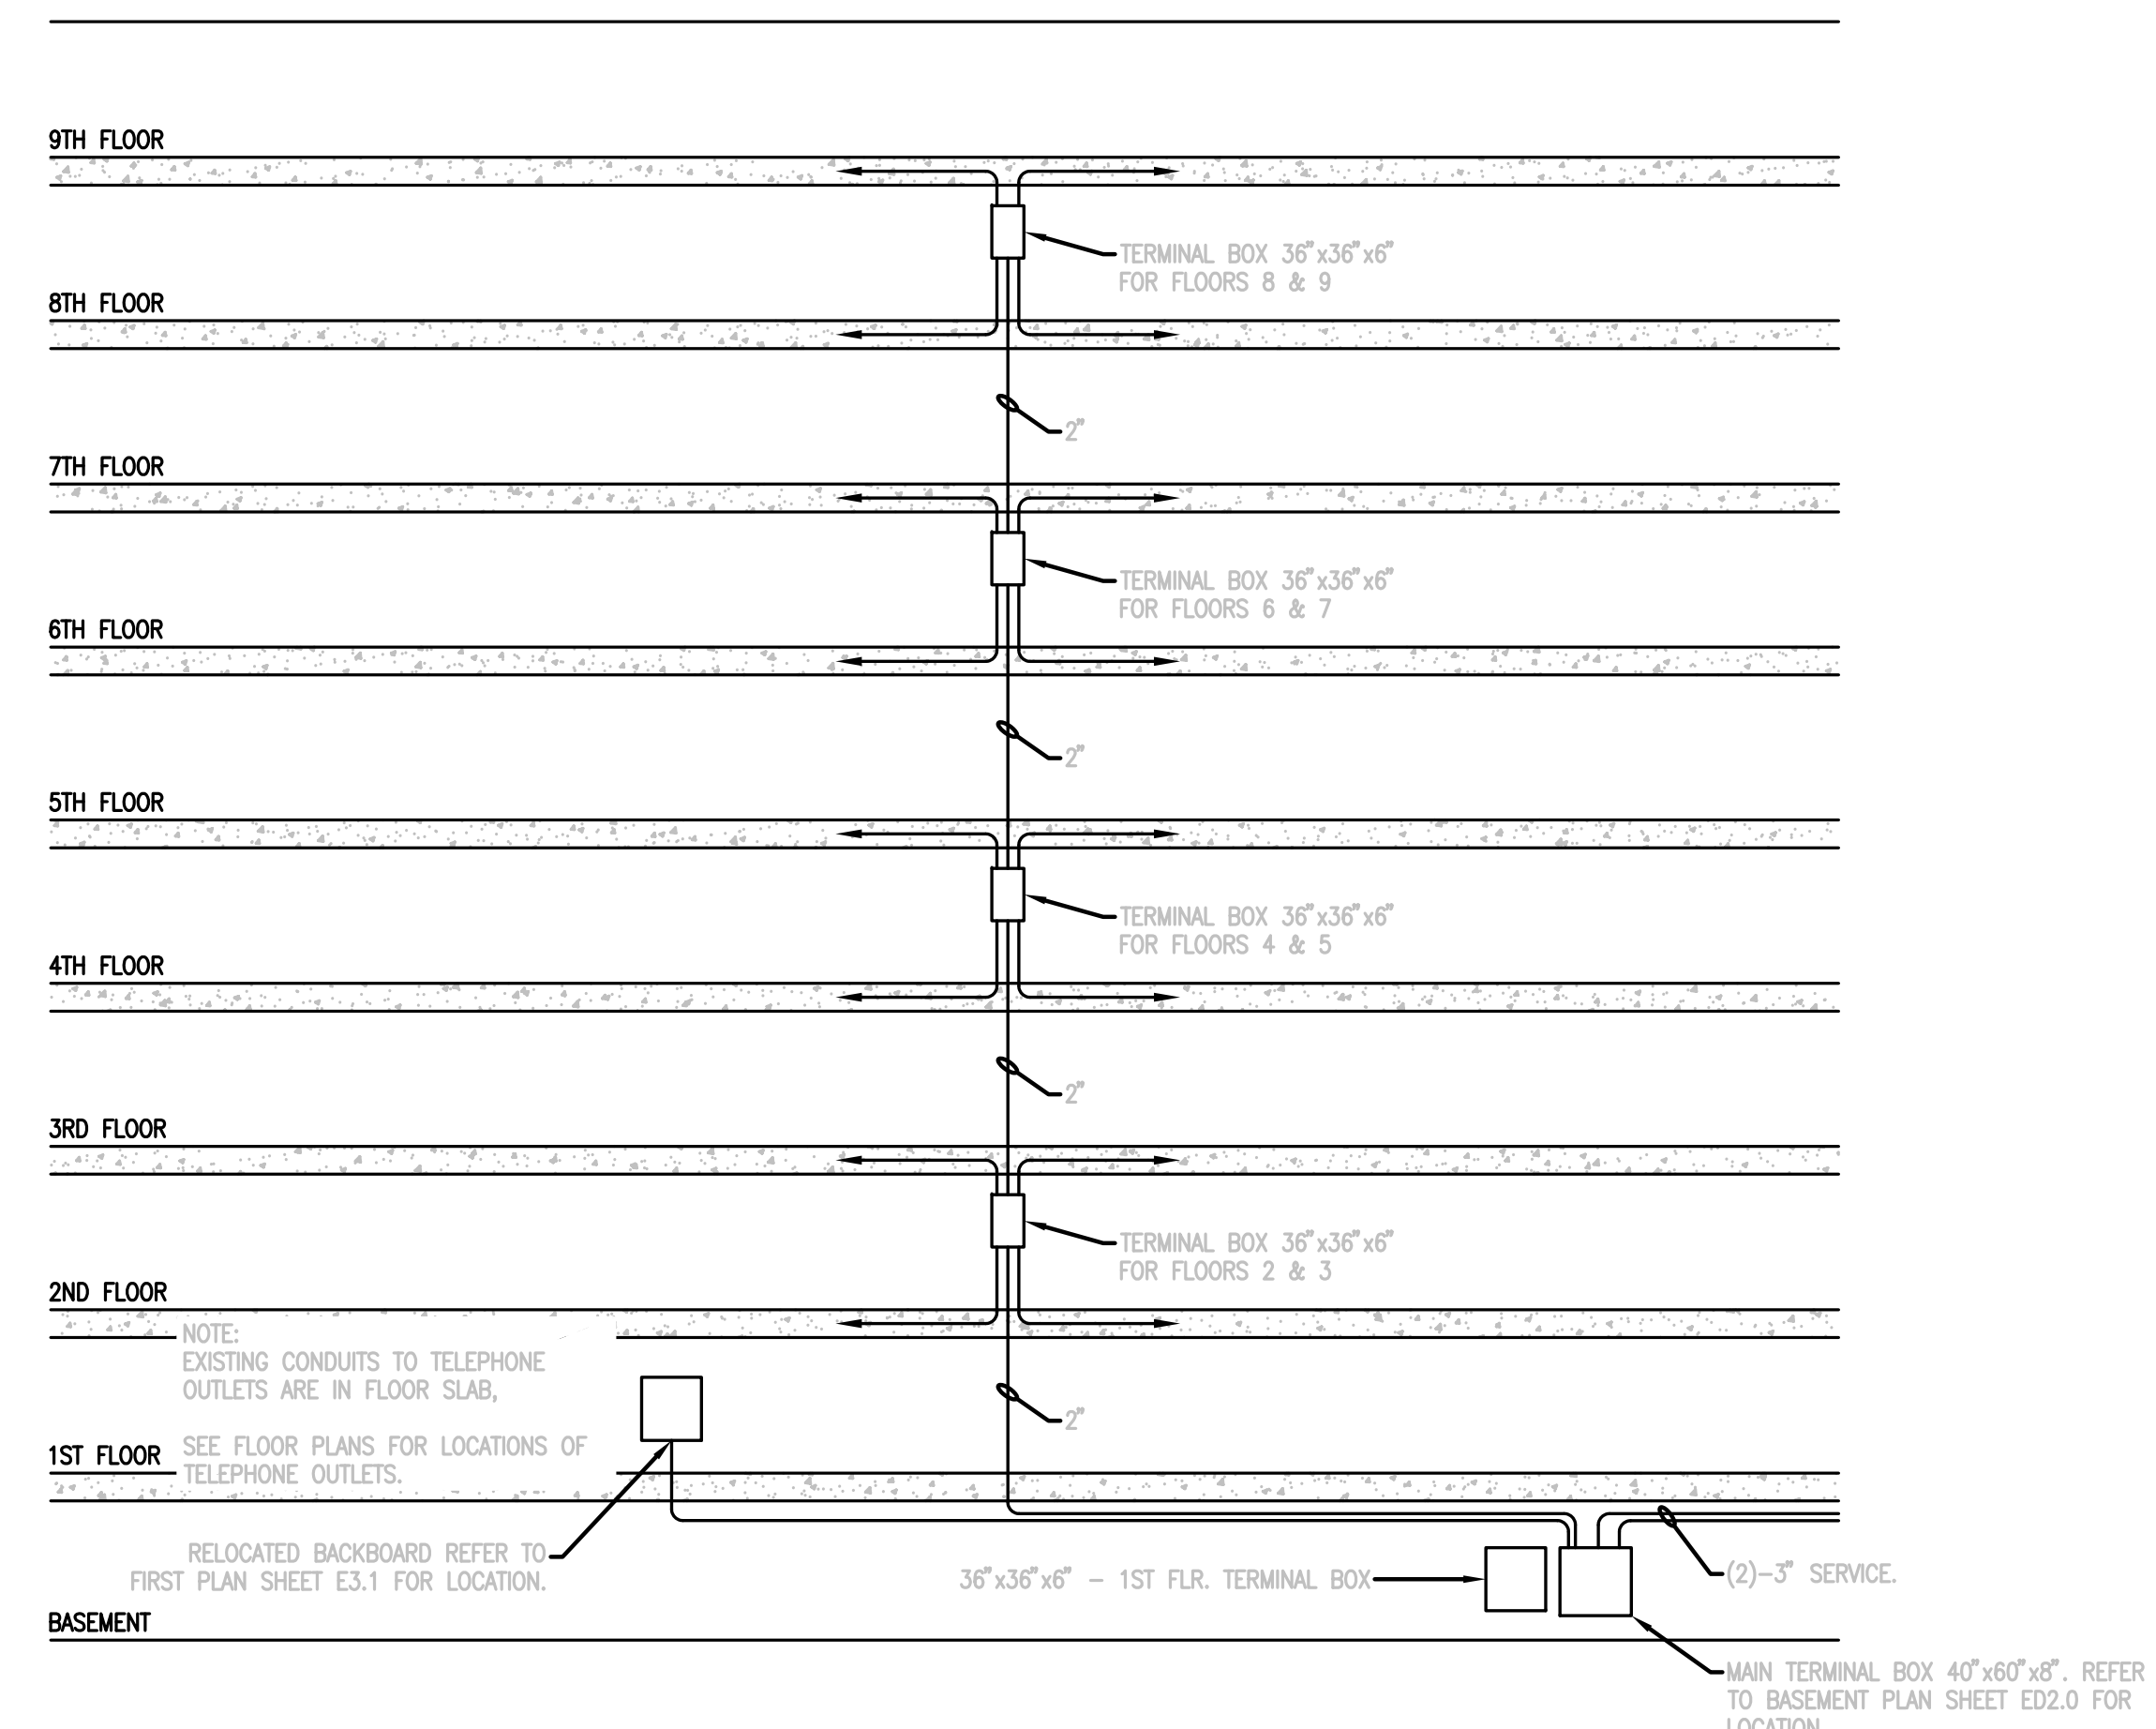 9TH FLOOR
TERMINAL BOX 36"x36"x6"
FOR FLOORS 8 & 9
8TH FLOOR
2"
7TH FLOOR
TERMINAL BOX 36"x36"x6"
FOR FLOORS 6 & 7
6TH FLOOR
2"
5TH FLOOR
TERMINAL BOX 36"x36"x6"
FOR FLOORS 4 & 5
4TH FLOOR
2"
3RD FLOOR
TERMINAL BOX 36"x36"x6"
FOR FLOORS 2 & 3
2ND FLOOR
NOTE:
EXISTING CONDUITS TO TELEPHONE
OUTLETS ARE IN FLOOR SLAB,
SEE FLOOR PLANS FOR LOCATIONS OF
TELEPHONE OUTLETS.
2"
1ST FLOOR
RELOCATED BACKBOARD REFER TO
FIRST PLAN SHEET E3.1 FOR LOCATION.
36"x36"x6" - 1ST FLR. TERMINAL BOX
(2)-3" SERVICE.
BASEMENT
MAIN TERMINAL BOX 40"x60"x8". REFER
TO BASEMENT PLAN SHEET ED2.0 FOR
LOCATION